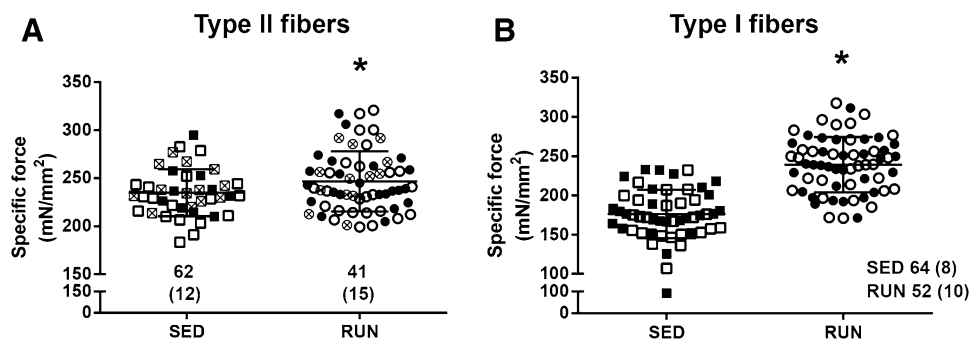 A
Type II fibers
*
Specific force
(mN/mm²)
350
300
250
200
150
150
0
62
(12)
41
(15)
SED
RUN
B
Type I fibers
*
Specific force
(mN/mm²)
350
300
250
200
150
100
100
0
SED 64 (8)
RUN 52 (10)
SED
RUN